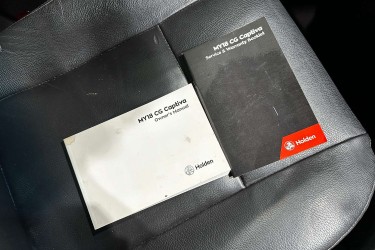 MY18 CG Captiva
Owner's Manual
Holden
MY18 CG Captiva
Service & Warranty Booklet
Holden